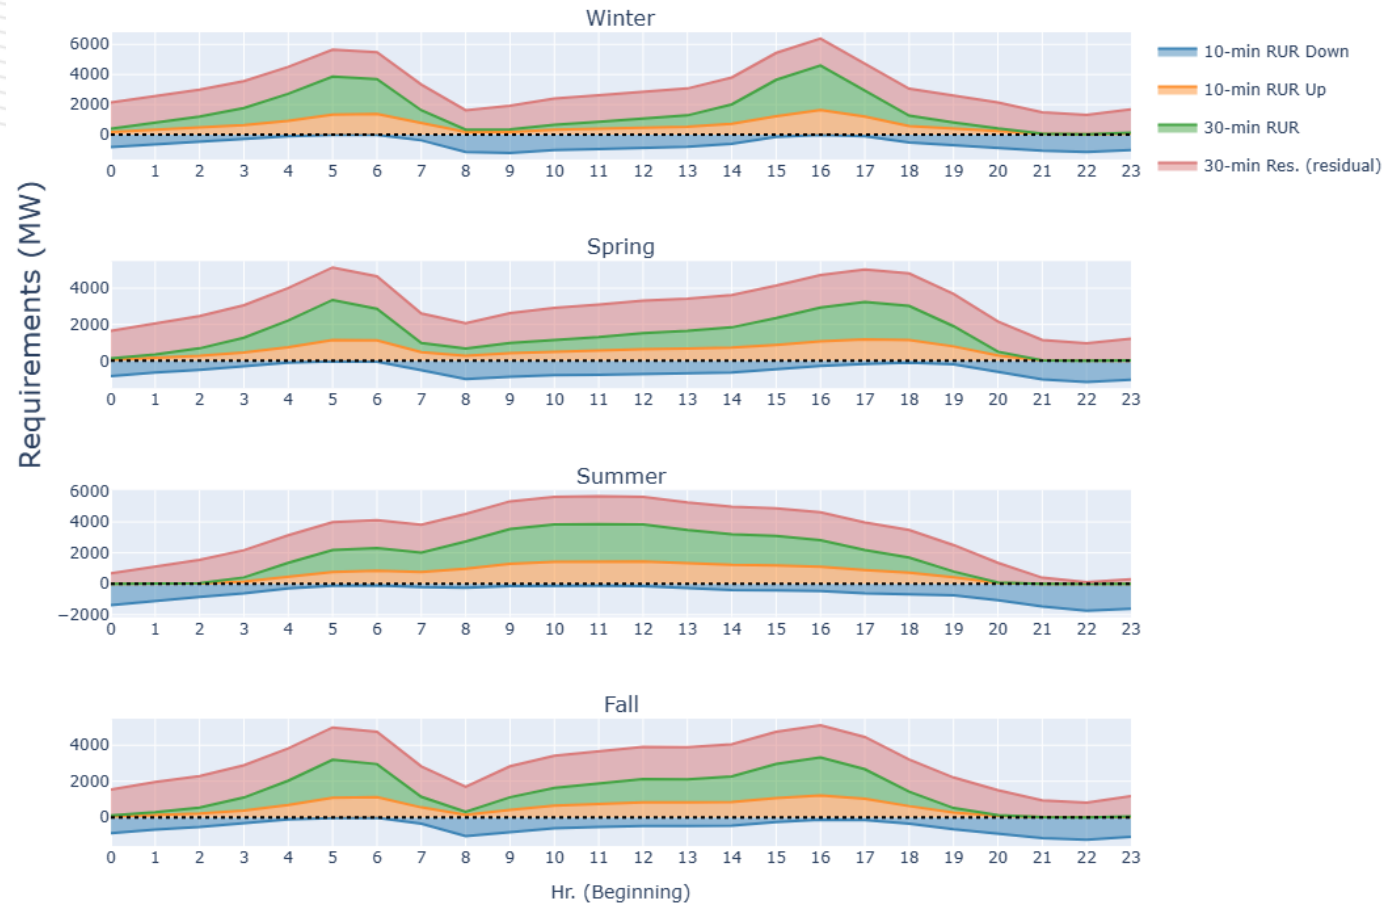 Winter
6000
4000
2000
0
0 1 2 3 4 5 6 7 8 9 10 11 12 13 14 15 16 17 18 19 20 21 22 23
10-min RUR Down
10-min RUR Up
30-min RUR
30-min Res. (residual)
Requirements (MW)
Spring
4000
2000
0
0 1 2 3 4 5 6 7 8 9 10 11 12 13 14 15 16 17 18 19 20 21 22 23
Summer
6000
4000
2000
0
−2000
0 1 2 3 4 5 6 7 8 9 10 11 12 13 14 15 16 17 18 19 20 21 22 23
Fall
4000
2000
0
0 1 2 3 4 5 6 7 8 9 10 11 12 13 14 15 16 17 18 19 20 21 22 23
Hr. (Beginning)